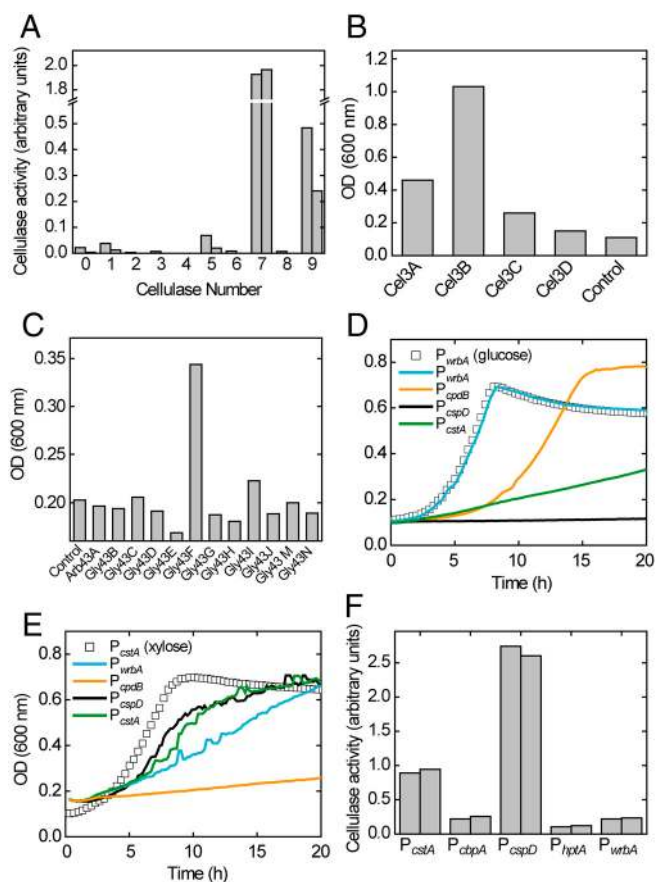 A
Cellulase activity (arbitrary units)
2.0
1.5
0.5
0.4
0.3
0.2
0.1
0.0
0 1 2 3 4 5 6 7 8 9
Cellulase Number
B
OD (600 nm)
1.2
1.0
0.8
0.6
0.4
0.2
0.0
Cel3A
Cel3B
Cel3C
Cel3D
Control
C
OD (600 nm)
0.35
0.30
0.25
0.20
Control
Arb43A
Gly43B
Gly43C
Gly43D
Gly43E
Gly43F
Gly43G
Gly43H
Gly43I
Gly43J
Gly43 M
Gly43N
D
OD (600 nm)
0.8
0.6
0.4
0.2
0.0
PwrbA (glucose)
PwrbA
PcpdB
PcspD
PcstA
0 5 10 15 20
Time (h)
E
OD (600 nm)
0.8
0.6
0.4
0.2
0.0
PcstA (xylose)
PwrbA
PcpdB
PcspD
PcstA
0 5 10 15 20
Time (h)
F
Cellulase activity (arbitrary units)
2.5
2.0
1.5
1.0
0.5
0.0
PcstA PcbpA PcspD PhptA PwrbA